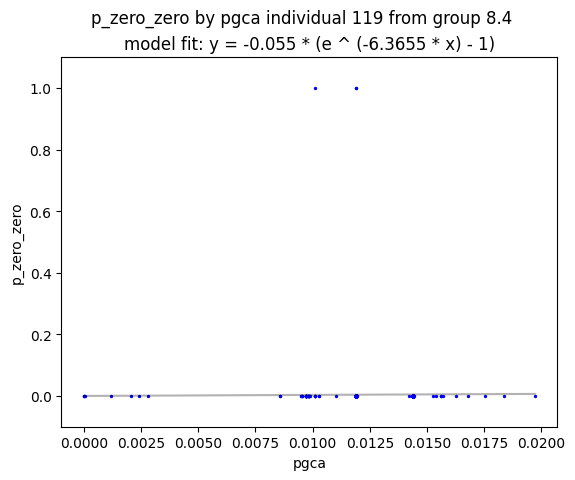 p_zero_zero by pgca individual 119 from group 8.4
model fit: y = -0.055 * (e ^ (-6.3655 * x) - 1)
1.0
0.8
0.6
0.4
0.2
0.0
p_zero_zero
0.0000 0.0025 0.0050 0.0075 0.0100 0.0125 0.0150 0.0175 0.0200
pgca